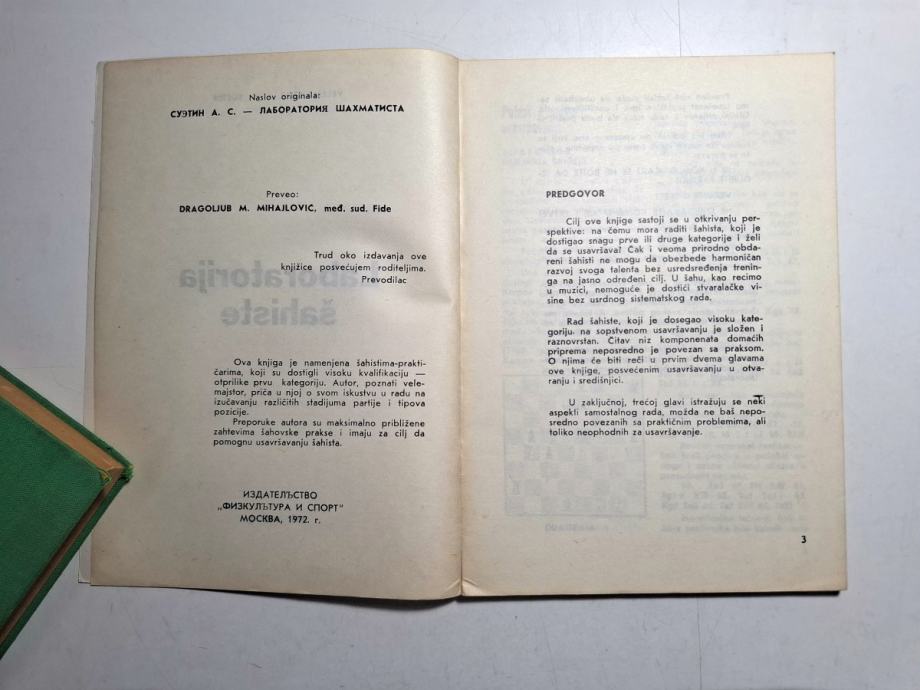 Naslov originala:
СУЭТИН А. С. — ЛАБОРАТОРИЯ ШАХМАТИСТА
Preveo:
DRAGOLJUB M. MIHAJLOVIĆ, međ. sud. Fide
Trud oko izdavanja ove
knjižice posvećujem roditeljima.
Prevodilac
Ova knjiga je namenjena šahistima-prakti-
čarima, koji su dostigli visoku kvalifikaciju —
otprilike prvu kategoriju. Autor, poznati vele-
majstor, priča u njoj o svom iskustvu u radu na
izučavanju različitih stadijuma partije i tipova
pozicije.
Preporuke autora su maksimalno približene
zahtevima šahovske prakse i imaju za cilj da
pomognu usavršavanju šahista.
ИЗДАТЕЛЂСТВО
„ФИЗКУЛЂТУРА И СПОРТ"
МОСКВА, 1972. г.
PREDGOVOR
Cilj ove knjige sastoji se u otkrivanju per-
spektive: na čemu mora raditi šahista, koji je
dostigao snagu prve ili druge kategorije i želi
da se usavršava? Čak i veoma prirodno obda-
reni šahisti ne mogu da obezbede harmoničan
razvoj svoga talenta bez usredsređenja trenin-
ga na jasno određeni cilj. U šahu, kao recimo
u muzici, nemoguće je dostići stvaralačke vi-
sine bez usrdnog sistematskog rada.
Rad šahiste, koji je dosegao visoku kate-
goriju, na sopstvenom usavršavanju je složen i
raznovrstan. Čitav niz komponenata domaćih
priprema neposredno je povezan sa praksom.
O njima će biti reči u prvim dvema glavama
ove knjige, posvećenim usavršavanju u otva-
ranju i središnjici.
U zaključnoj, trećoj glavi istražuju se neki
aspekti samostalnog rada, možda ne baš nepo-
sredno povezanih sa praktičnim problemima, ali
toliko neophodnih za usavršavanje.
3